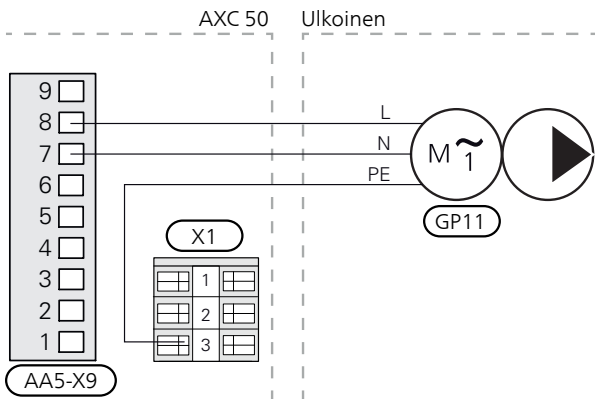 AXC 50 Ulkoinen
9
8 L
7 N
M ~ 1
6 PE
5
GP11
4 X1
3 1
2 2
1 3
AA5-X9